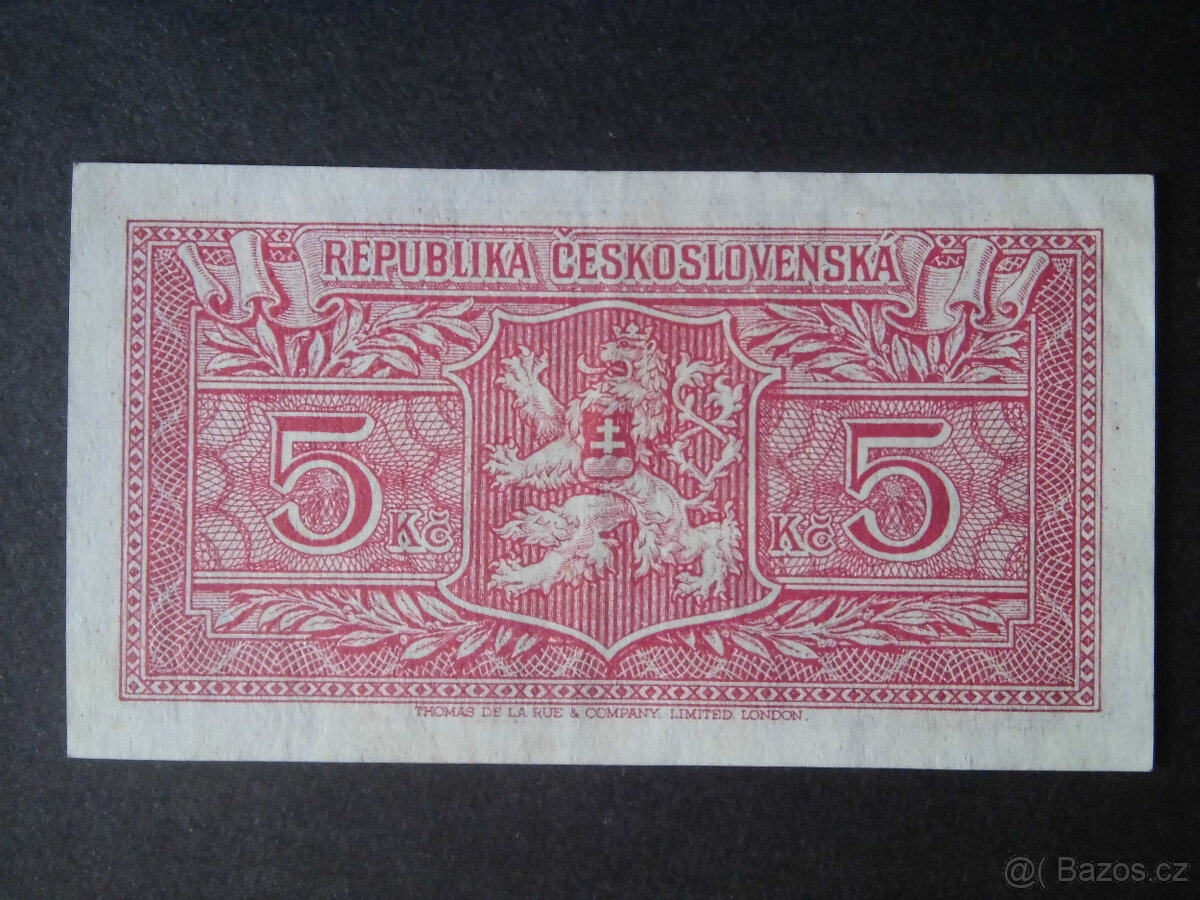 REPUBLIKA ČESKOSLOVENSKÁ
5 Kč
Kč 5
THOMAS DE LA RUE & COMPANY. LIMITED. LONDON.
@( Bazos.cz